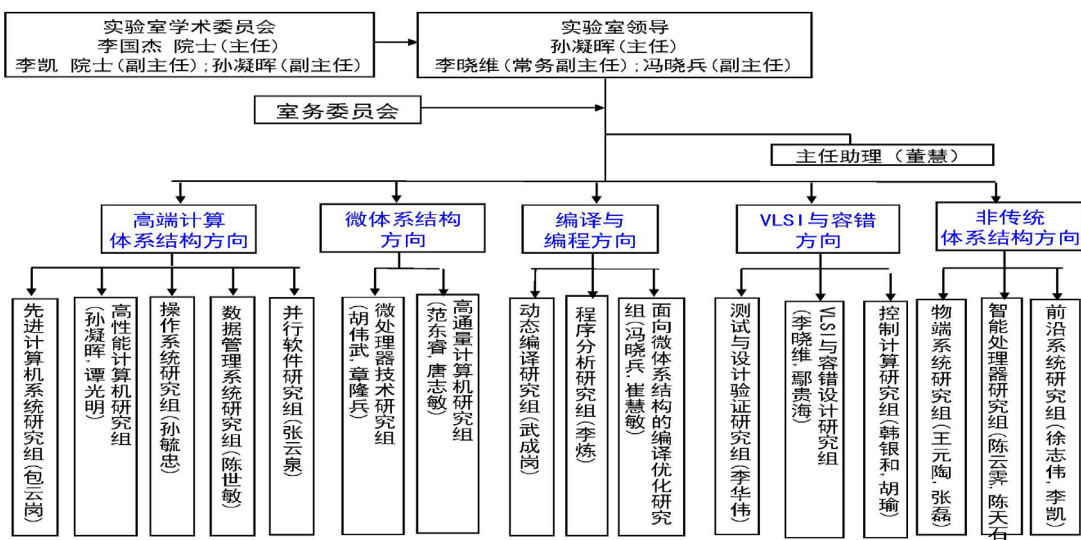 实验室学术委员会
李国杰 院士(主任)
李凯 院士(副主任);孙凝晖(副主任)
实验室领导
孙凝晖(主任)
李晓维(常务副主任);冯晓兵(副主任)
室务委员会
主任助理（董慧）
高端计算
体系结构方向
微体系结构
方向
编译与
编程方向
VLSI与容错
方向
非传统
体系结构方向
先进计算机系统研究组(包云岗)
高性能计算机研究组
(孙凝晖,谭光明)
操作系统研究组(孙毓忠)
数据管理系统研究组(陈世敏)
并行软件研究组(张云泉)
微处理器技术研究组
(胡伟武,章隆兵)
高通量计算机研究组
(范东睿,唐志敏)
动态编译研究组(武成岗)
程序分析研究组(李炼)
面向微体系结构的编译优化研究
组(冯晓兵 崔慧敏)
测试与设计验证研究组(李华伟)
VLSI与容错设计研究组
(李晓维,鄢贵海)
控制计算研究组(韩银和,胡瑜)
物端系统研究组(王元陶,张磊)
智能处理器研究组(陈云霁,陈天石
前沿系统研究组(徐志伟,李凯)